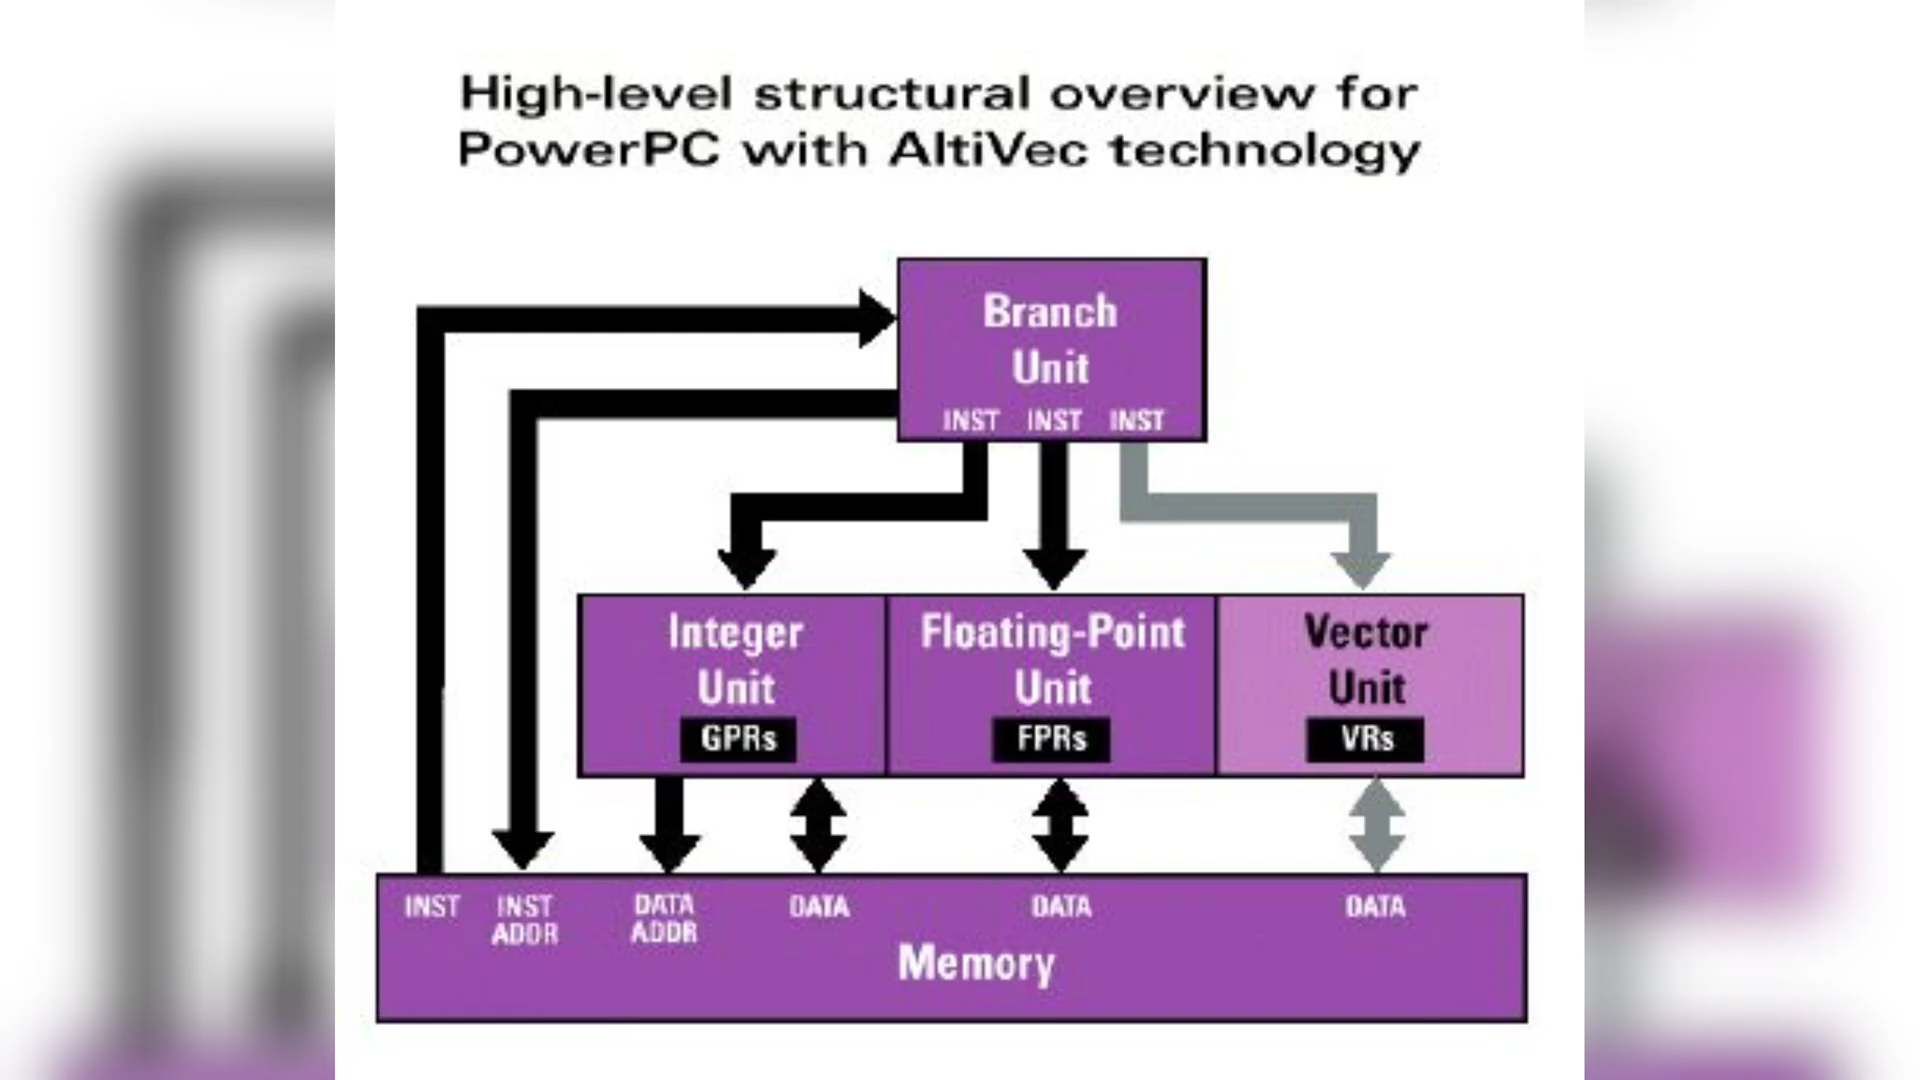 High-level structural overview for
PowerPC with AltiVec technology
Branch
Unit
INST INST INST
Integer
Unit
GPRs
Floating-Point
Unit
FPRs
Vector
Unit
VRs
INST
INST
ADDR
DATA
ADDR
DATA
DATA
DATA
Memory